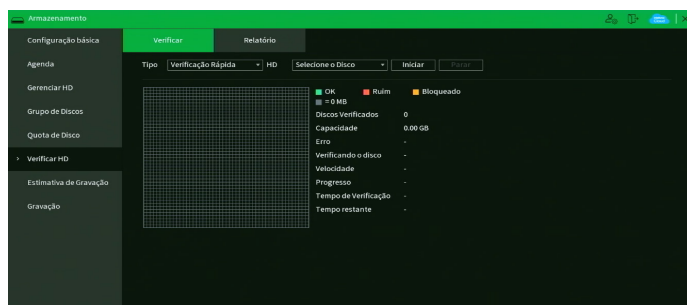 Armazenamento
Configuração básica
Agenda
Gerenciar HD
Grupo de Discos
Quota de Disco
> Verificar HD
Estimativa de Gravação
Gravação
Verificar Relatório
Tipo Verificação Rápida HD Selecione o Disco Iniciar Parar
OK Ruim Bloqueado
= 0 MB
Discos Verificados 0
Capacidade 0.00 GB
Erro -
Verificando o disco -
Velocidade -
Progresso -
Tempo de Verificação -
Tempo restante -